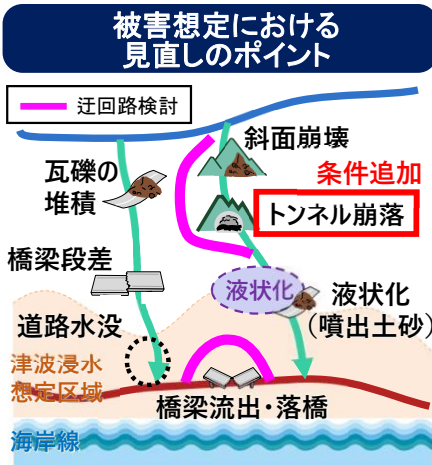 被害想定における
見直しのポイント
迂回路検討
斜面崩壊
条件追加
瓦礫の
堆積
トンネル崩落
橋梁段差
液状化
液状化
(噴出土砂)
道路水没
津波浸水
想定区域
橋梁流出・落橋
海岸線